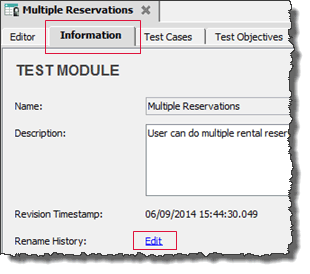 Multiple Reservations
Editor Information Test Cases Test Objectives
TEST MODULE
Name: Multiple Reservations
Description: User can do multiple rental reser
Revision Timestamp: 06/09/2014 15:44:30.049
Rename History: Edit